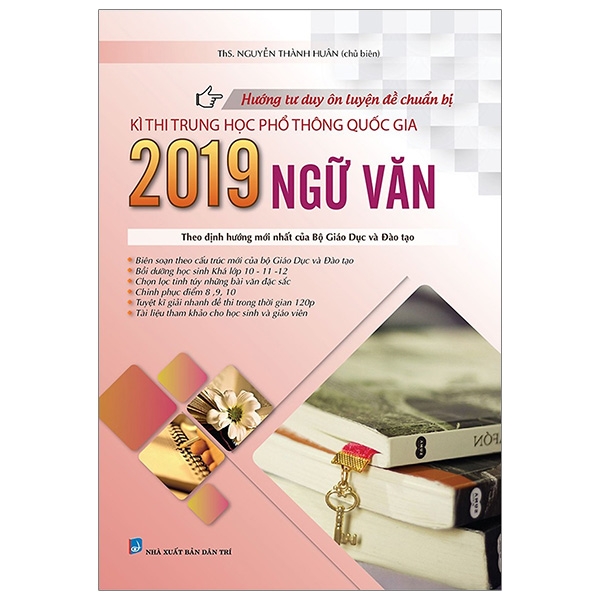 ThS. NGUYỄN THÀNH HUÂN (chủ biên)
Hướng tư duy ôn luyện đề chuẩn bị
KÌ THI TRUNG HỌC PHỔ THÔNG QUỐC GIA
2019 NGỮ VĂN
Theo định hướng mới nhất của Bộ Giáo Dục và Đào tạo
Biên soạn theo cấu trúc mới của bộ Giáo Dục và Đào tạo
Bồi dưỡng học sinh Khá lớp 10 - 11 -12
Chọn lọc tinh túy những bài văn đặc sắc
Chinh phục điểm 8 ,9, 10
Tuyệt kĩ giải nhanh đề thi trong thời gian 120p
Tài liệu tham khảo cho học sinh và giáo viên
NHÀ XUẤT BẢN DÂN TRÍ